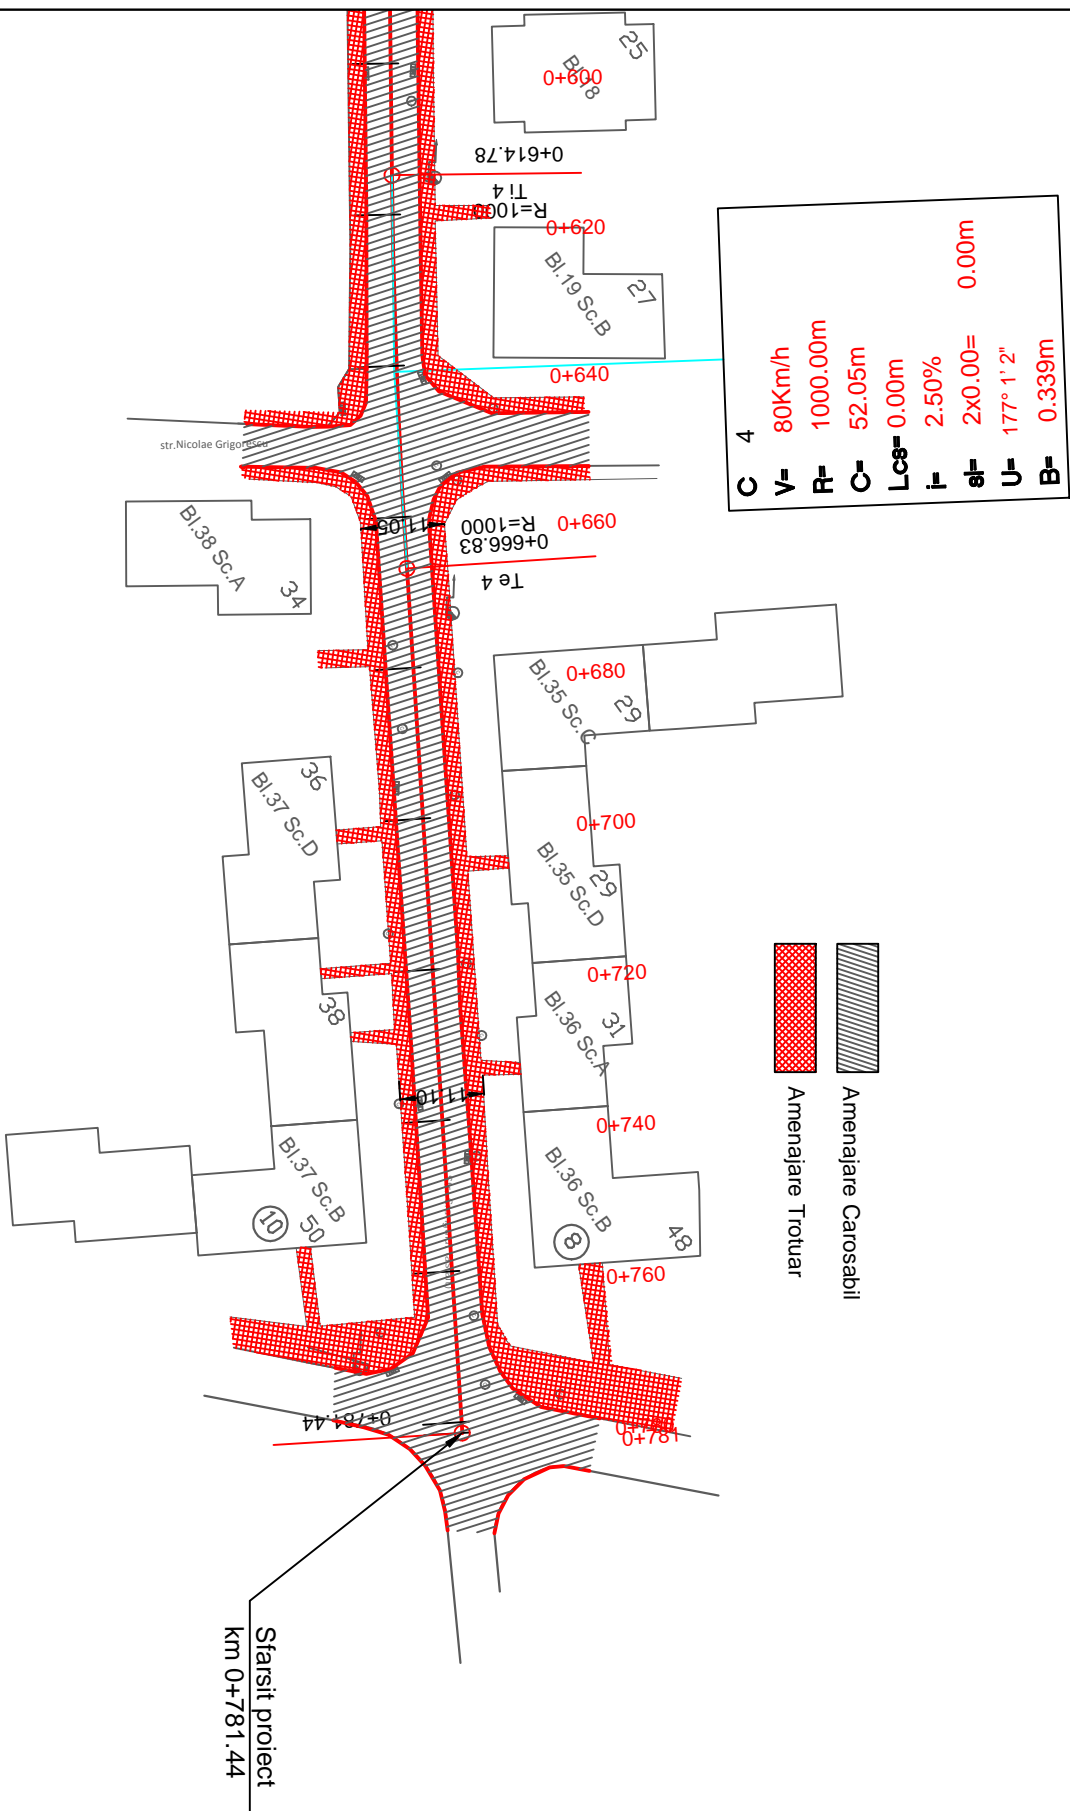 25
Bl.18
0+600
0+614.78
Ti 4
R=1000
0+620
Bl.19 Sc.B
27
0+640
C 4
V= 80Km/h
R= 1000.00m
C= 52.05m
Lcs= 0.00m
i= 2.50%
sl= 2x0.00= 0.00m
U= 177° 1' 2"
B= 0.339m
str.Nicolae Grigorescu
11.05
R=1000
0+666.83
Te 4
0+660
Bl.38 Sc.A
34
Bl.35 Sc.C
29
0+680
36
Bl.37 Sc.D
0+700
Bl.35 Sc.D
29
0+720
38
Bl.36 Sc.A
31
11.10
0+740
Bl.37 Sc.B
50
10
Bl.36 Sc.B
48
8
0+760
0+780
0+781
0+781.44
Amenajare Carosabil
Amenajare Trotuar
Sfarsit proiect
km 0+781.44